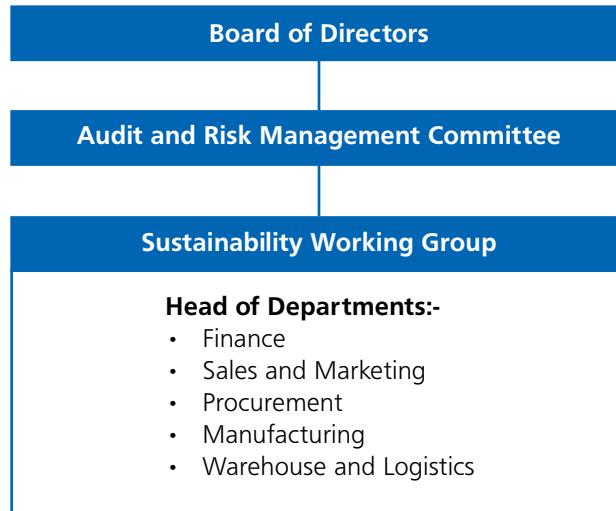 Board of Directors
Audit and Risk Management Committee
Sustainability Working Group
Head of Departments:-
• Finance
• Sales and Marketing
• Procurement
• Manufacturing
• Warehouse and Logistics